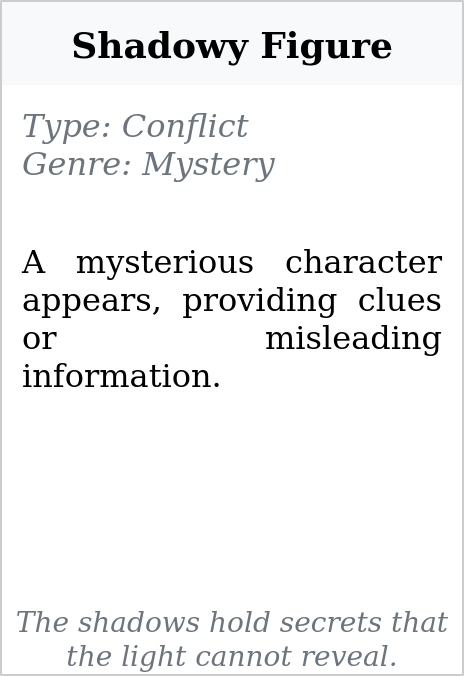 Shadowy Figure
Type: Conflict
Genre: Mystery
A mysterious character
appears, providing clues
or misleading
information.
The shadows hold secrets that
the light cannot reveal.